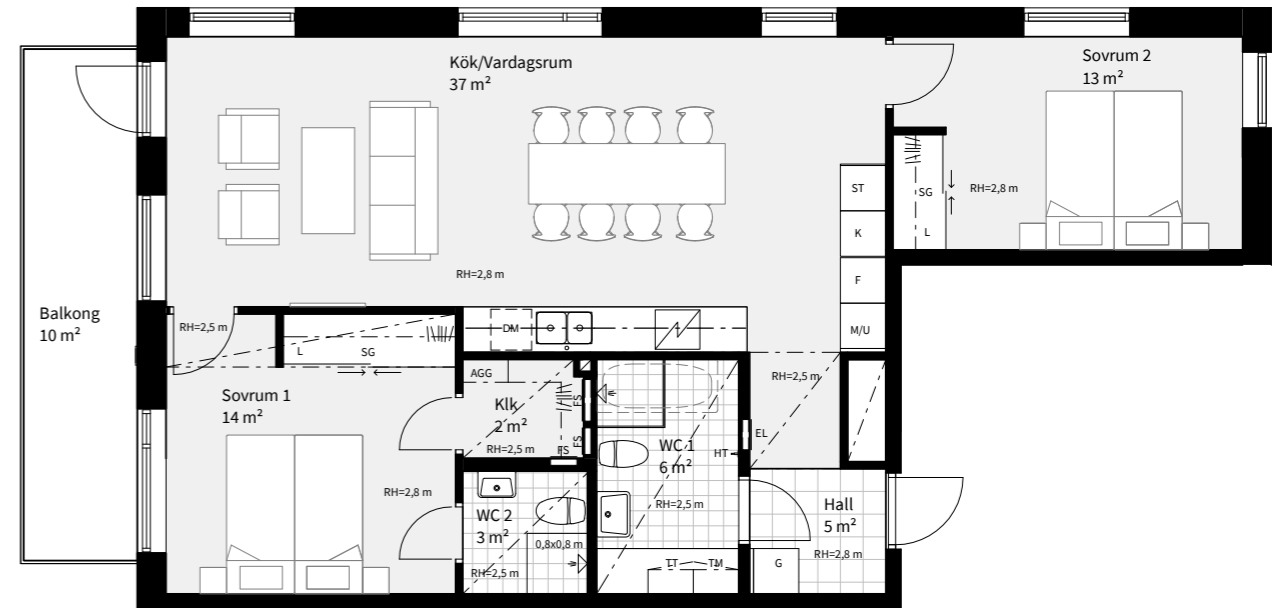 Kök/Vardagsrum
37 m²
Sovrum 2
13 m²
ST
SG
RH=2,8 m
L
K
RH=2,8 m
F
Balkong
10 m²
RH=2,5 m
DM
M/U
L
SG
AGG
RH=2,5 m
Sovrum 1
14 m²
Klk
2 m²
FS
FS
FS
RH=2,5 m
EL
HT
WC 1
6 m²
RH=2,8 m
RH=2,5 m
Hall
5 m²
WC 2
3 m²
0,8x0,8 m
RH=2,8 m
RH=2,5 m
TT
TM
G